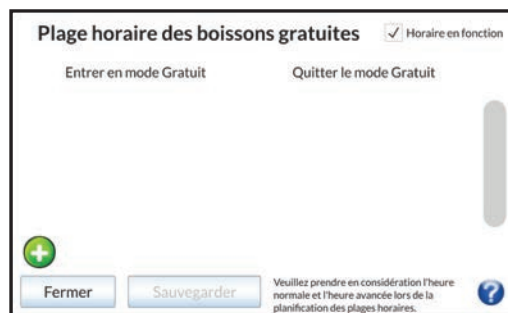 Plage horaire des boissons gratuites
Horaire en fonction
Entrer en mode Gratuit
Quitter le mode Gratuit
Fermer
Sauvegarder
Veuillez prendre en considération l'heure
normale et l'heure avancée lors de la
planification des plages horaires.
?